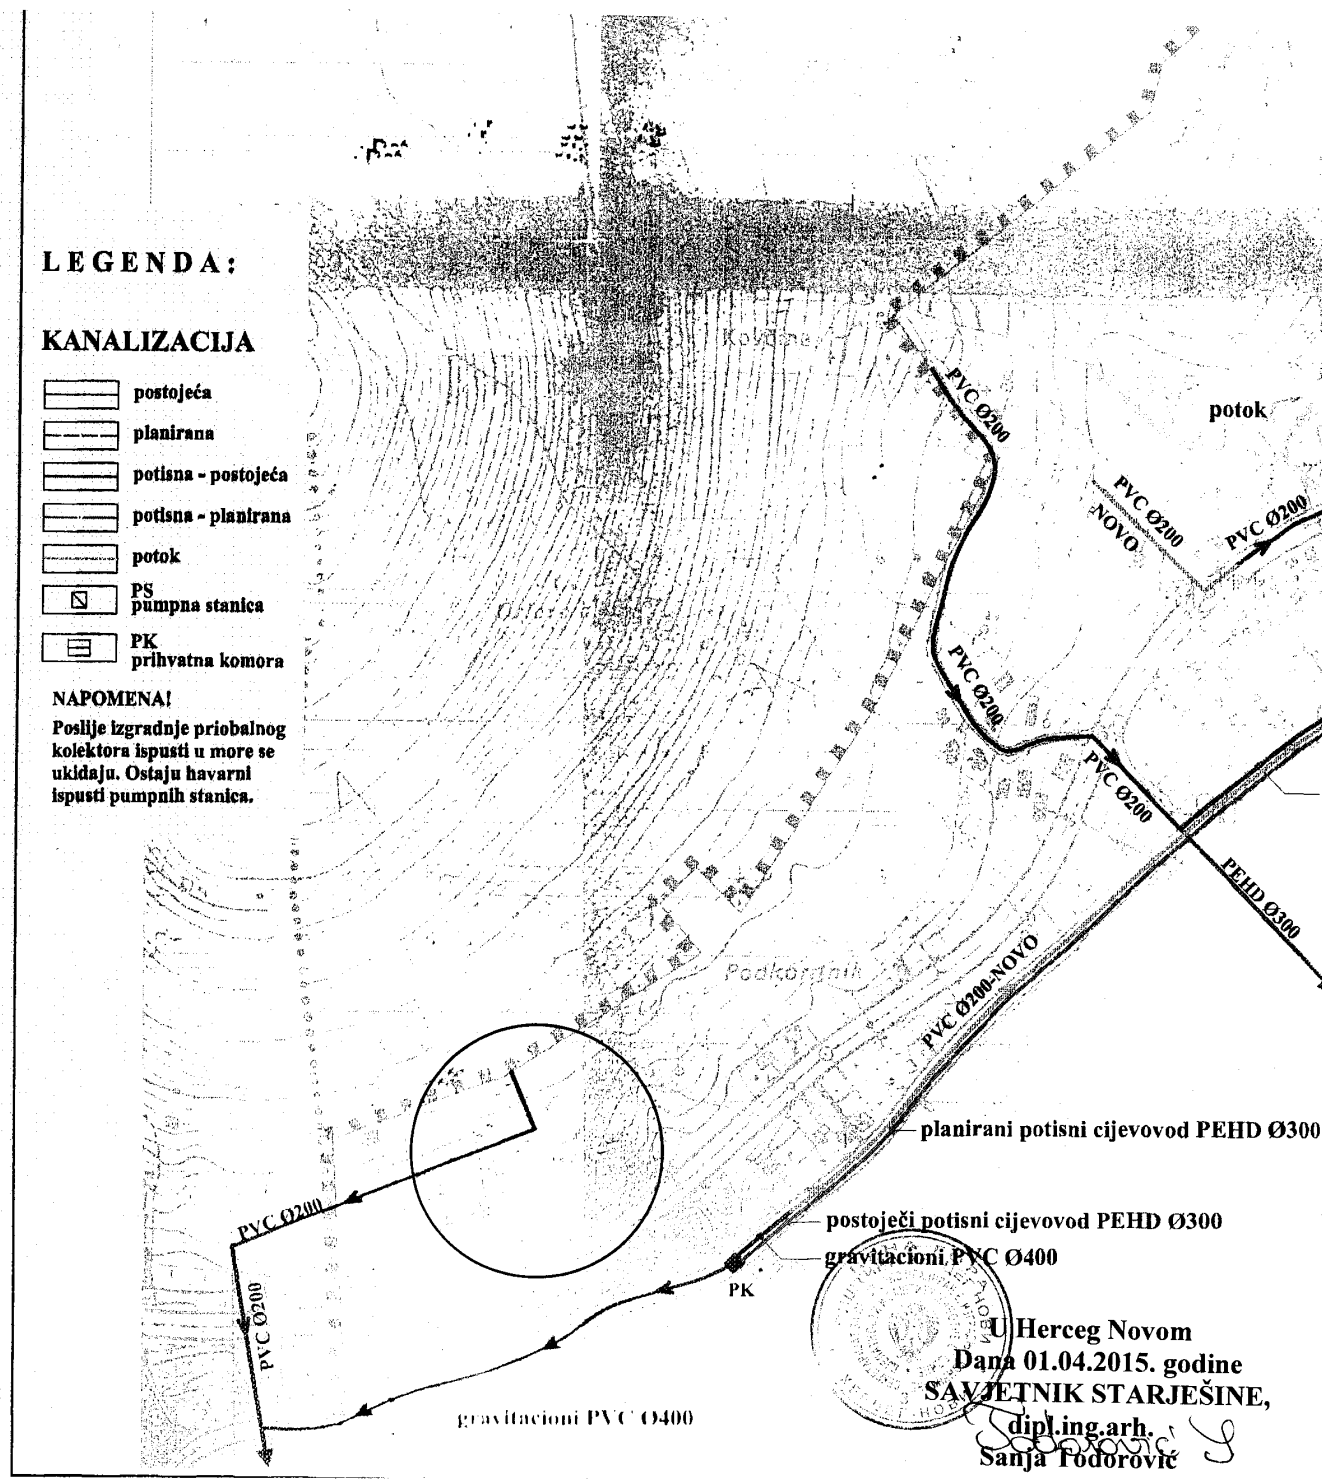 LEGENDA:
KANALIZACIJA
postojeća
planirana
potisna - postojeća
potisna - planirana
potok
PS
pumpna stanica
PK
prihvatna komora
NAPOMENA!
Poslije izgradnje priobalnog
kolektora ispusti u more se
ukidaju. Ostaju havarni
ispusti pumpnih stanica.
PVC Ø200
potok
PVC Ø200
NOVO
PVC Ø200
PVC Ø200
PVC Ø200
PEHD Ø300
Podkordnik
PVC Ø200-NOVO
planirani potisni cijevovod PEHD Ø300
postoječi potisni cijevovod PEHD Ø300
gravitacioni PVC Ø400
PK
PVC Ø200
PVC Ø200
gravitacioni PVC Ø400
U Herceg Novom
Dana 01.04.2015. godine
SAVJETNIK STARJEŠINE,
dipl.ing.arh.
Sanja Todorović